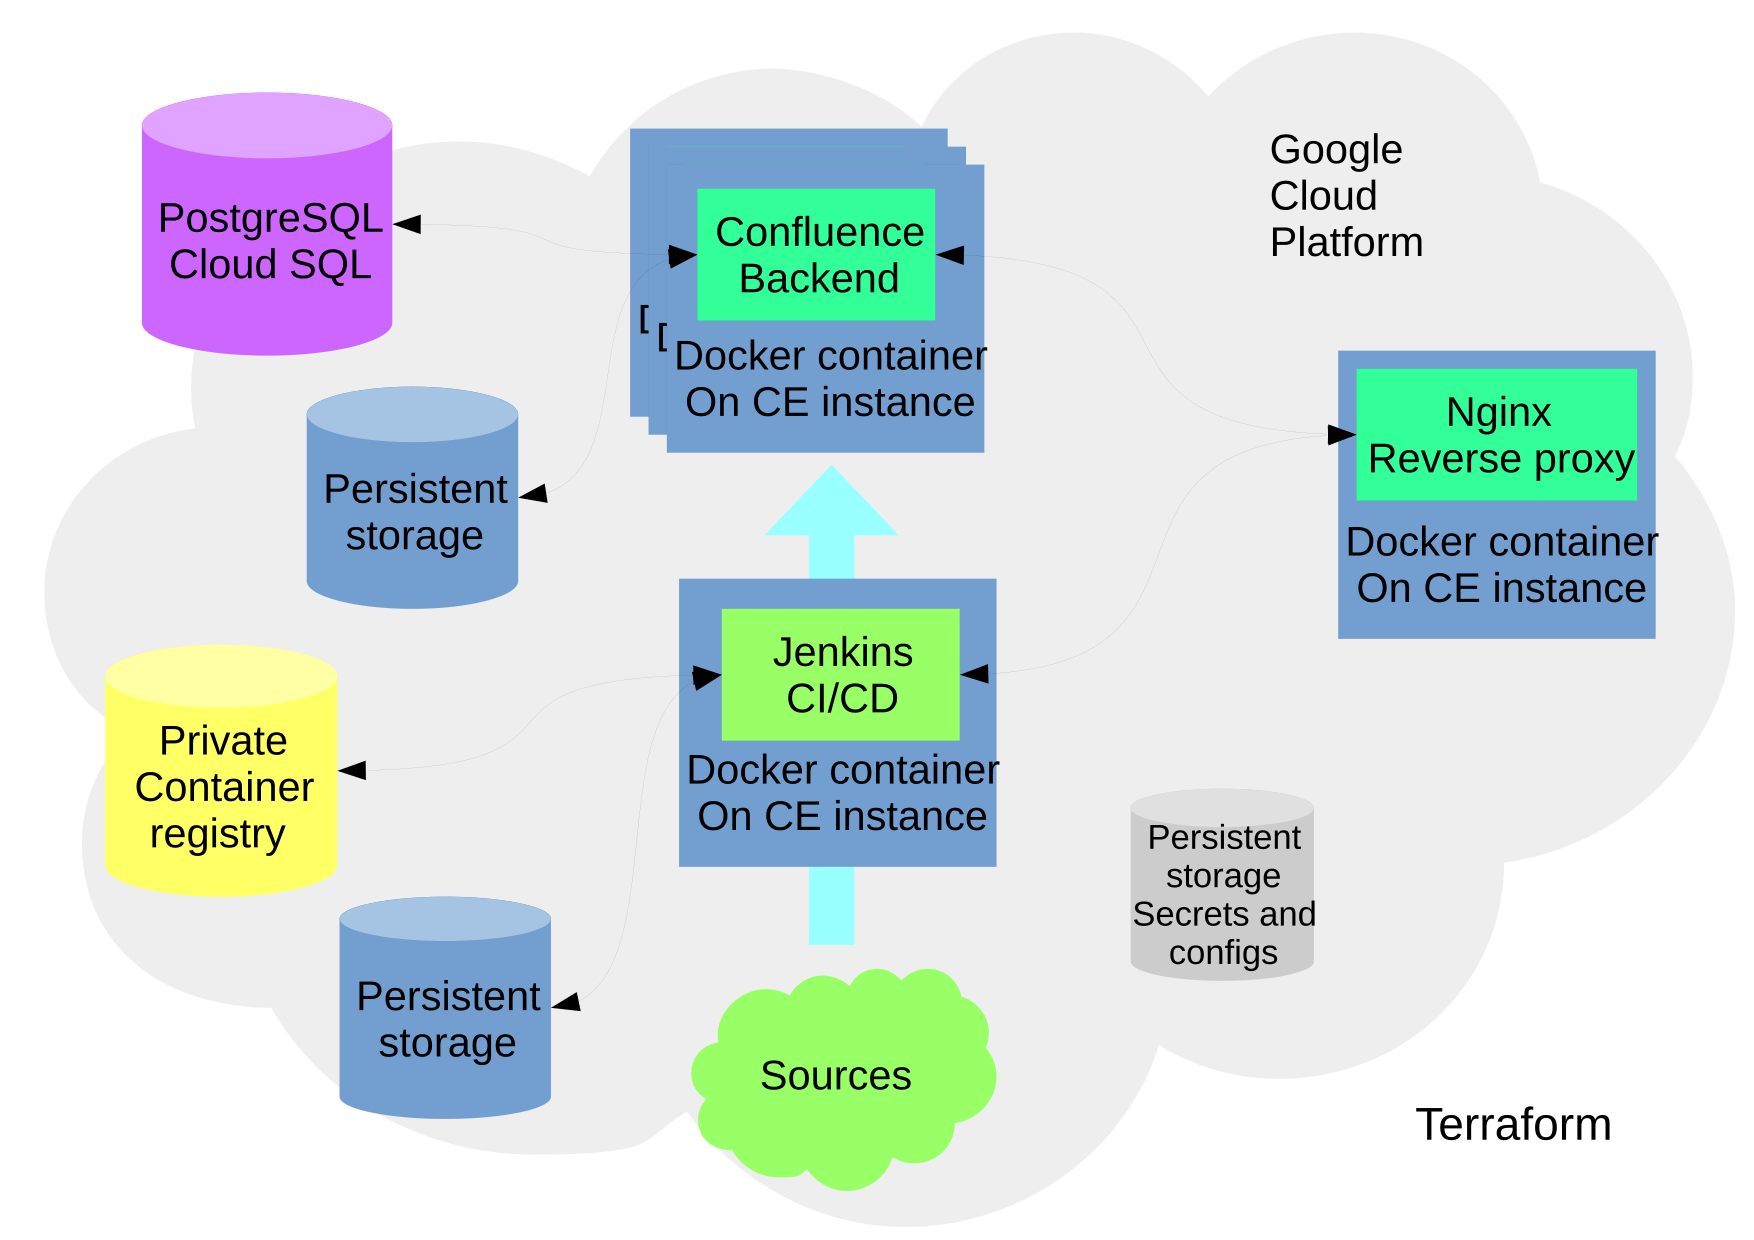 Google
Cloud
Platform
PostgreSQL
Cloud SQL
Confluence
Backend
[
[
Docker container
On CE instance
Nginx
Reverse proxy
Docker container
On CE instance
Persistent
storage
Jenkins
CI/CD
Docker container
On CE instance
Private
Container
registry
Persistent
storage
Secrets and
configs
Persistent
storage
Sources
Terraform